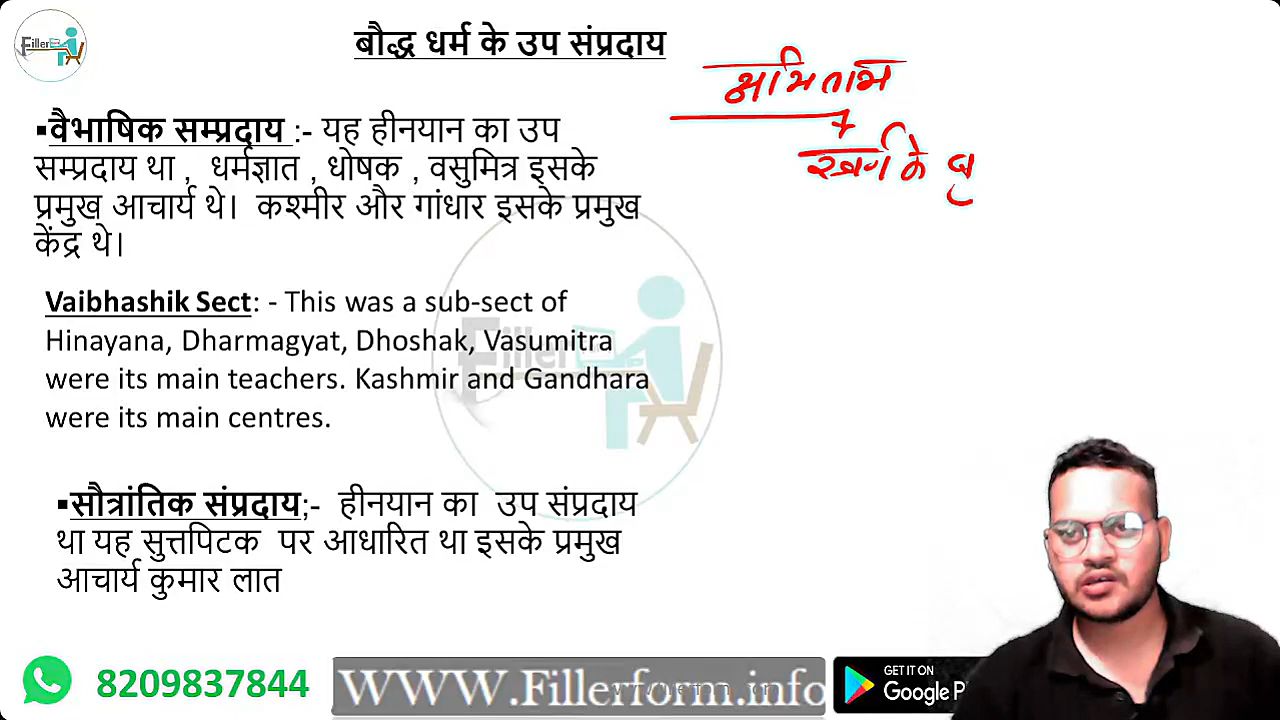 Filler
बौद्ध धर्म के उप संप्रदाय
अमिताभ
स्वर्ग के बु
▪वैभाषिक सम्प्रदाय :- यह हीनयान का उप
सम्प्रदाय था , धर्मज्ञात , धोषक , वसुमित्र इसके
प्रमुख आचार्य थे। कश्मीर और गांधार इसके प्रमुख
केंद्र थे।
Vaibhashik Sect: - This was a sub-sect of
Hinayana, Dharmagyat, Dhoshak, Vasumitra
were its main teachers. Kashmir and Gandhara
were its main centres.
▪सौत्रांतिक संप्रदाय;- हीनयान का उप संप्रदाय
था यह सुत्तपिटक पर आधारित था इसके प्रमुख
आचार्य कुमार लात
8209837844
WWW.Fillerform.info
GET IT ON
Google P